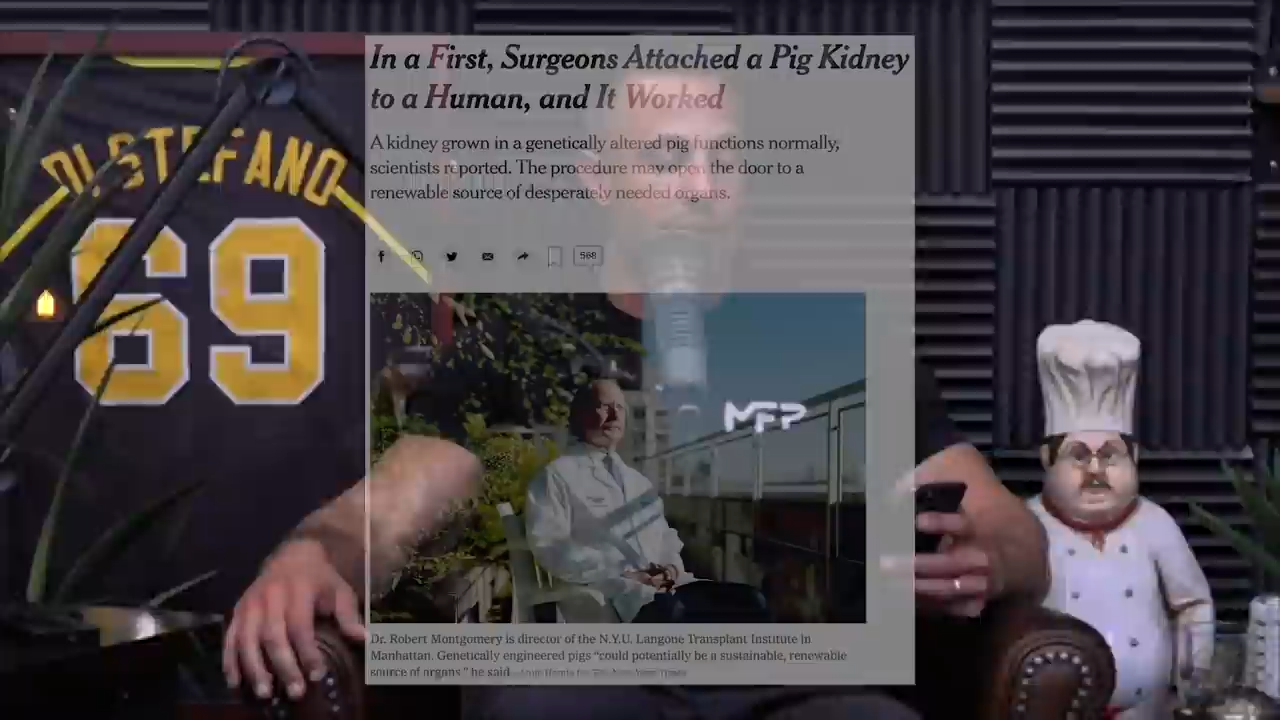 In a First, Surgeons Attached a Pig Kidney
to a Human, and It Worked
A kidney grown in a genetically altered pig functions normally,
scientists reported. The procedure may open the door to a
renewable source of desperately needed organs.
568
DI STEFANO
69
MFP
Dr. Robert Montgomery is director of the N.Y.U. Langone Transplant Institute in
Manhattan. Genetically engineered pigs “could potentially be a sustainable, renewable
source of organs,” he said.